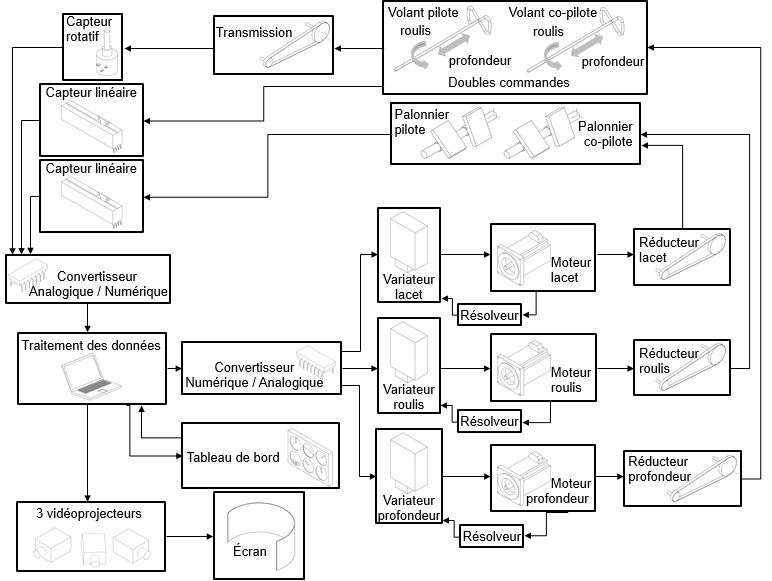 Capteur
rotatif
Transmission
Volant pilote
roulis
profondeur
Volant co-pilote
roulis
profondeur
Doubles commandes
Capteur linéaire
Palonnier
pilote
Palonnier
co-pilote
Capteur linéaire
Convertisseur
Analogique / Numérique
Variateur
lacet
Moteur
lacet
Résolveur
Réducteur
lacet
Traitement des données
Convertisseur
Numérique / Analogique
Variateur
roulis
Moteur
roulis
Résolveur
Réducteur
roulis
Tableau de bord
Variateur
profondeur
Moteur
profondeur
Résolveur
Réducteur
profondeur
3 vidéoprojecteurs
Écran